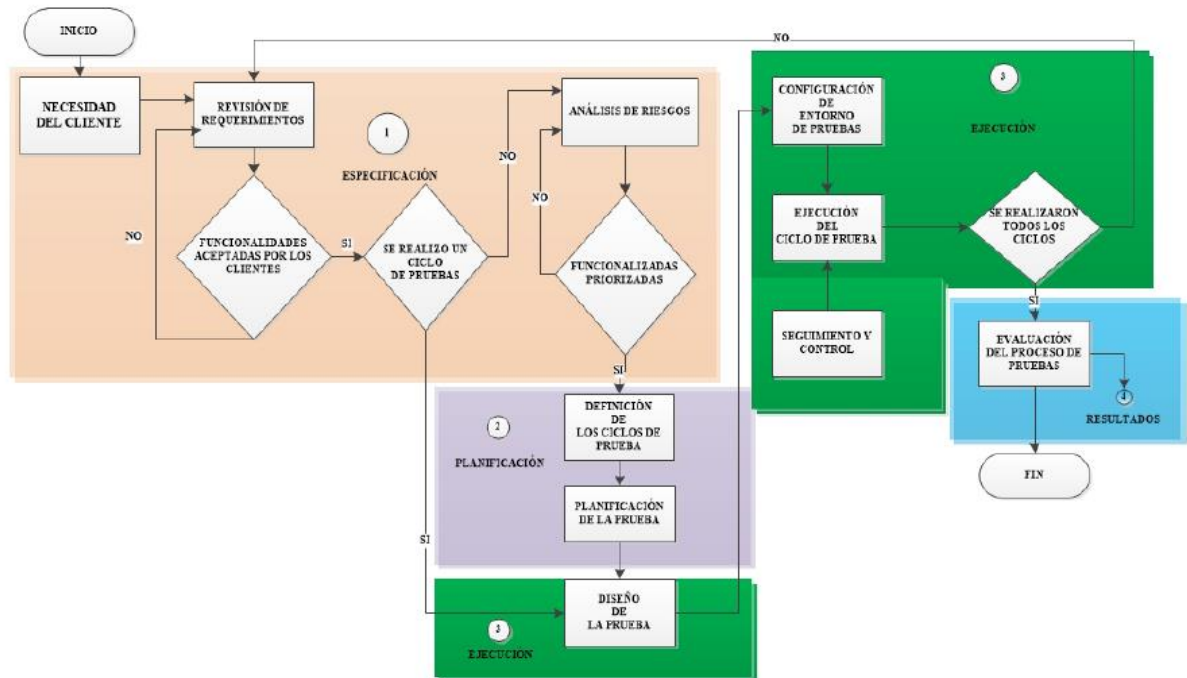 INICIO
NO
NECESIDAD
DEL CLIENTE
REVISIÓN DE
REQUERIMIENTOS
1
ESPECIFICACIÓN
NO
FUNCIONALIDADES
ACEPTADAS POR LOS
CLIENTES
SI
SE REALIZO UN
CICLO
DE PRUEBAS
NO
ANÁLISIS DE RIESGOS
NO
FUNCIONALIZADAS
PRIORIZADAS
SI
SI
2
PLANIFICACIÓN
DEFINICIÓN
DE
LOS CICLOS DE
PRUEBA
PLANIFICACIÓN
DE LA PRUEBA
3
EJECUCIÓN
DISEÑO
DE
LA PRUEBA
CONFIGURACIÓN
DE
ENTORNO
DE PRUEBAS
3
EJECUCIÓN
EJECUCIÓN
DEL
CICLO DE PRUEBA
SE REALIZARON
TODOS LOS
CICLOS
SEGUIMIENTO Y
CONTROL
SI
EVALUACIÓN
DEL PROCESO DE
PRUEBAS
4
RESULTADOS
FIN